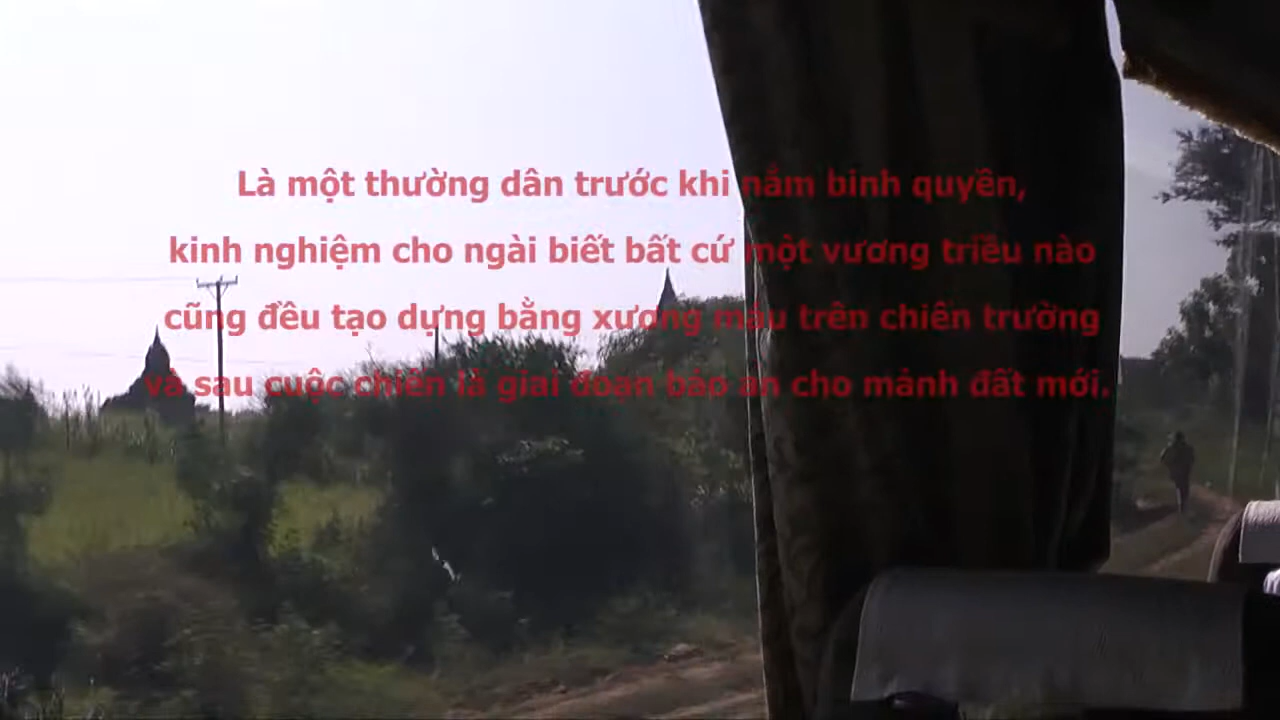 Là một thường dân trước khi nắm binh quyền,
kinh nghiệm cho ngài biết bất cứ một vương triều nào
cũng đều tạo dựng bằng xương máu trên chiến trường
và sau cuộc chiến là giai đoạn báo ân cho mảnh đất mới.